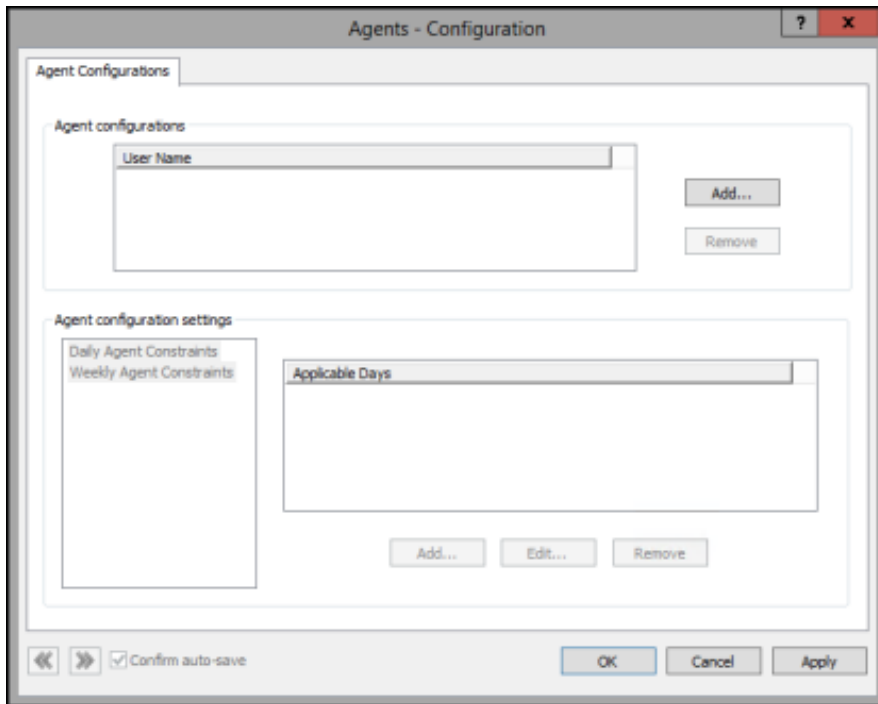 Agents - Configuration
?
x
Agent Configurations
Agent configurations
User Name
Add...
Remove
Agent configuration settings
Daily Agent Constraints
Weekly Agent Constraints
Applicable Days
Add... Edit... Remove
Confirm auto-save
OK Cancel Apply